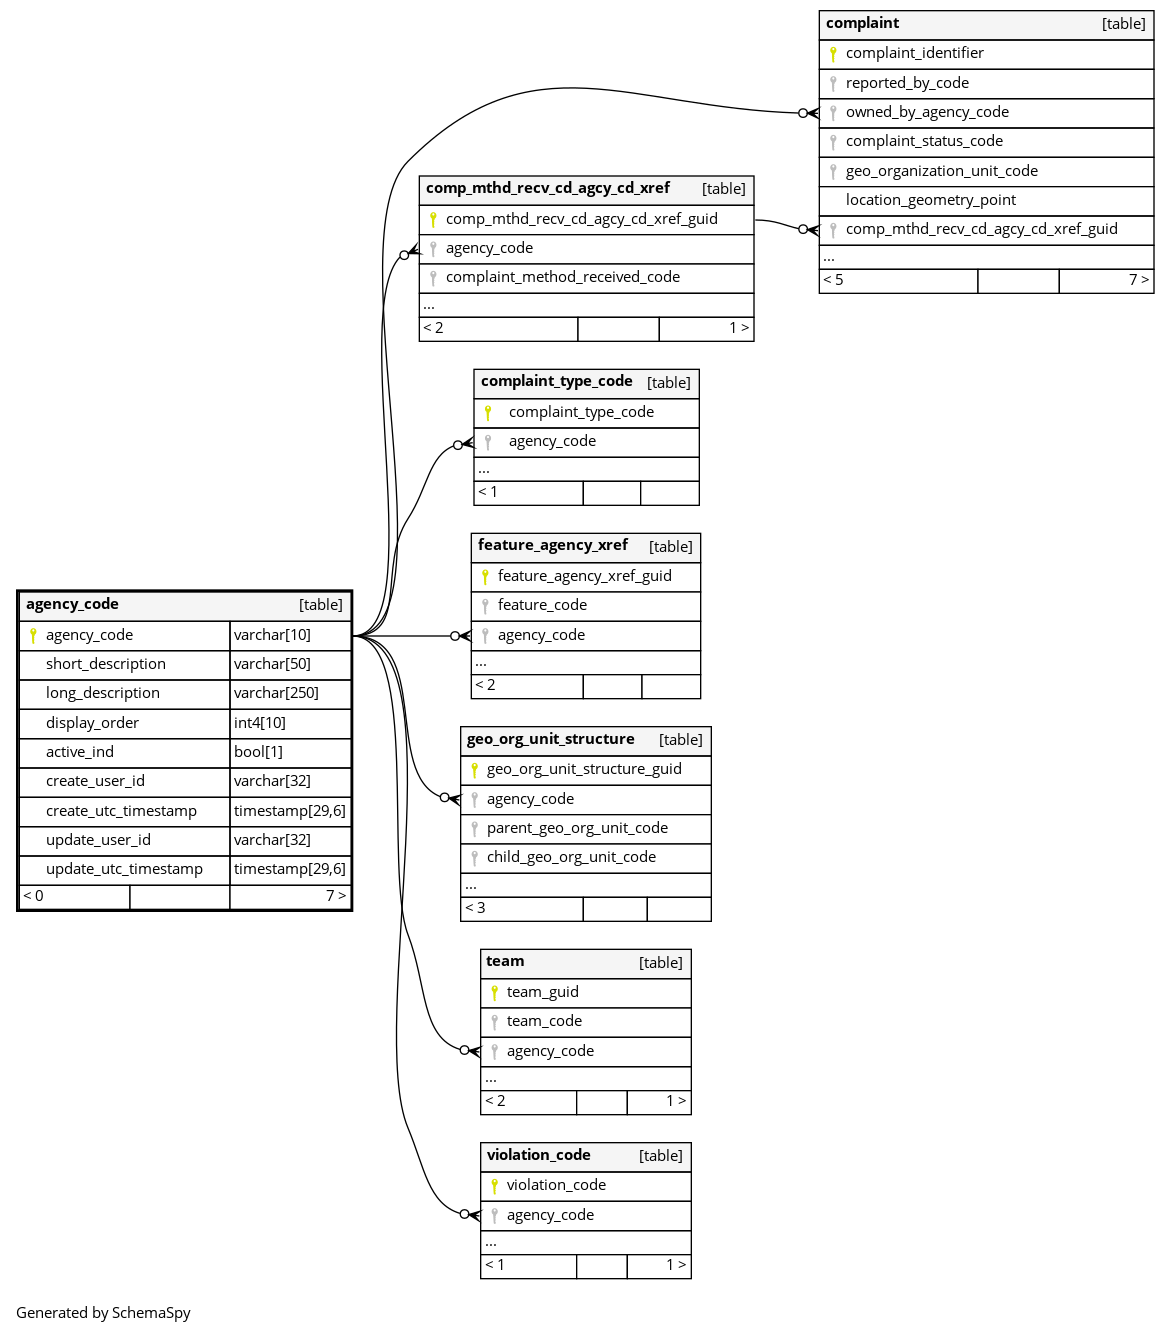 complaint [table]
complaint_identifier
reported_by_code
owned_by_agency_code
complaint_status_code
geo_organization_unit_code
location_geometry_point
comp_mthd_recv_cd_agcy_cd_xref_guid
...
< 5 7 >
comp_mthd_recv_cd_agcy_cd_xref [table]
comp_mthd_recv_cd_agcy_cd_xref_guid
agency_code
complaint_method_received_code
...
< 2 1 >
complaint_type_code [table]
complaint_type_code
agency_code
...
< 1
feature_agency_xref [table]
feature_agency_xref_guid
feature_code
agency_code
...
< 2
agency_code [table]
agency_code varchar[10]
short_description varchar[50]
long_description varchar[250]
display_order int4[10]
active_ind bool[1]
create_user_id varchar[32]
create_utc_timestamp timestamp[29,6]
update_user_id varchar[32]
update_utc_timestamp timestamp[29,6]
< 0 7 >
geo_org_unit_structure [table]
geo_org_unit_structure_guid
agency_code
parent_geo_org_unit_code
child_geo_org_unit_code
...
< 3
team [table]
team_guid
team_code
agency_code
...
< 2 1 >
violation_code [table]
violation_code
agency_code
...
< 1 1 >
Generated by SchemaSpy